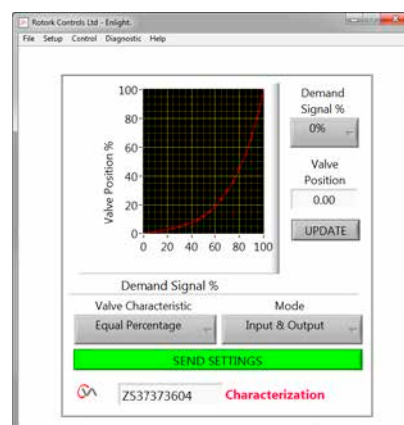 Rotork Controls Ltd - Enlight.
File Setup Control Diagnostic Help
100
80
60
40
20
0
Valve Position %
0 20 40 60 80 100
Demand Signal %
Demand
Signal %
0%
Valve
Position
0.00
UPDATE
Valve Characteristic
Mode
Equal Percentage
Input & Output
SEND SETTINGS
ZS37373604
Characterization